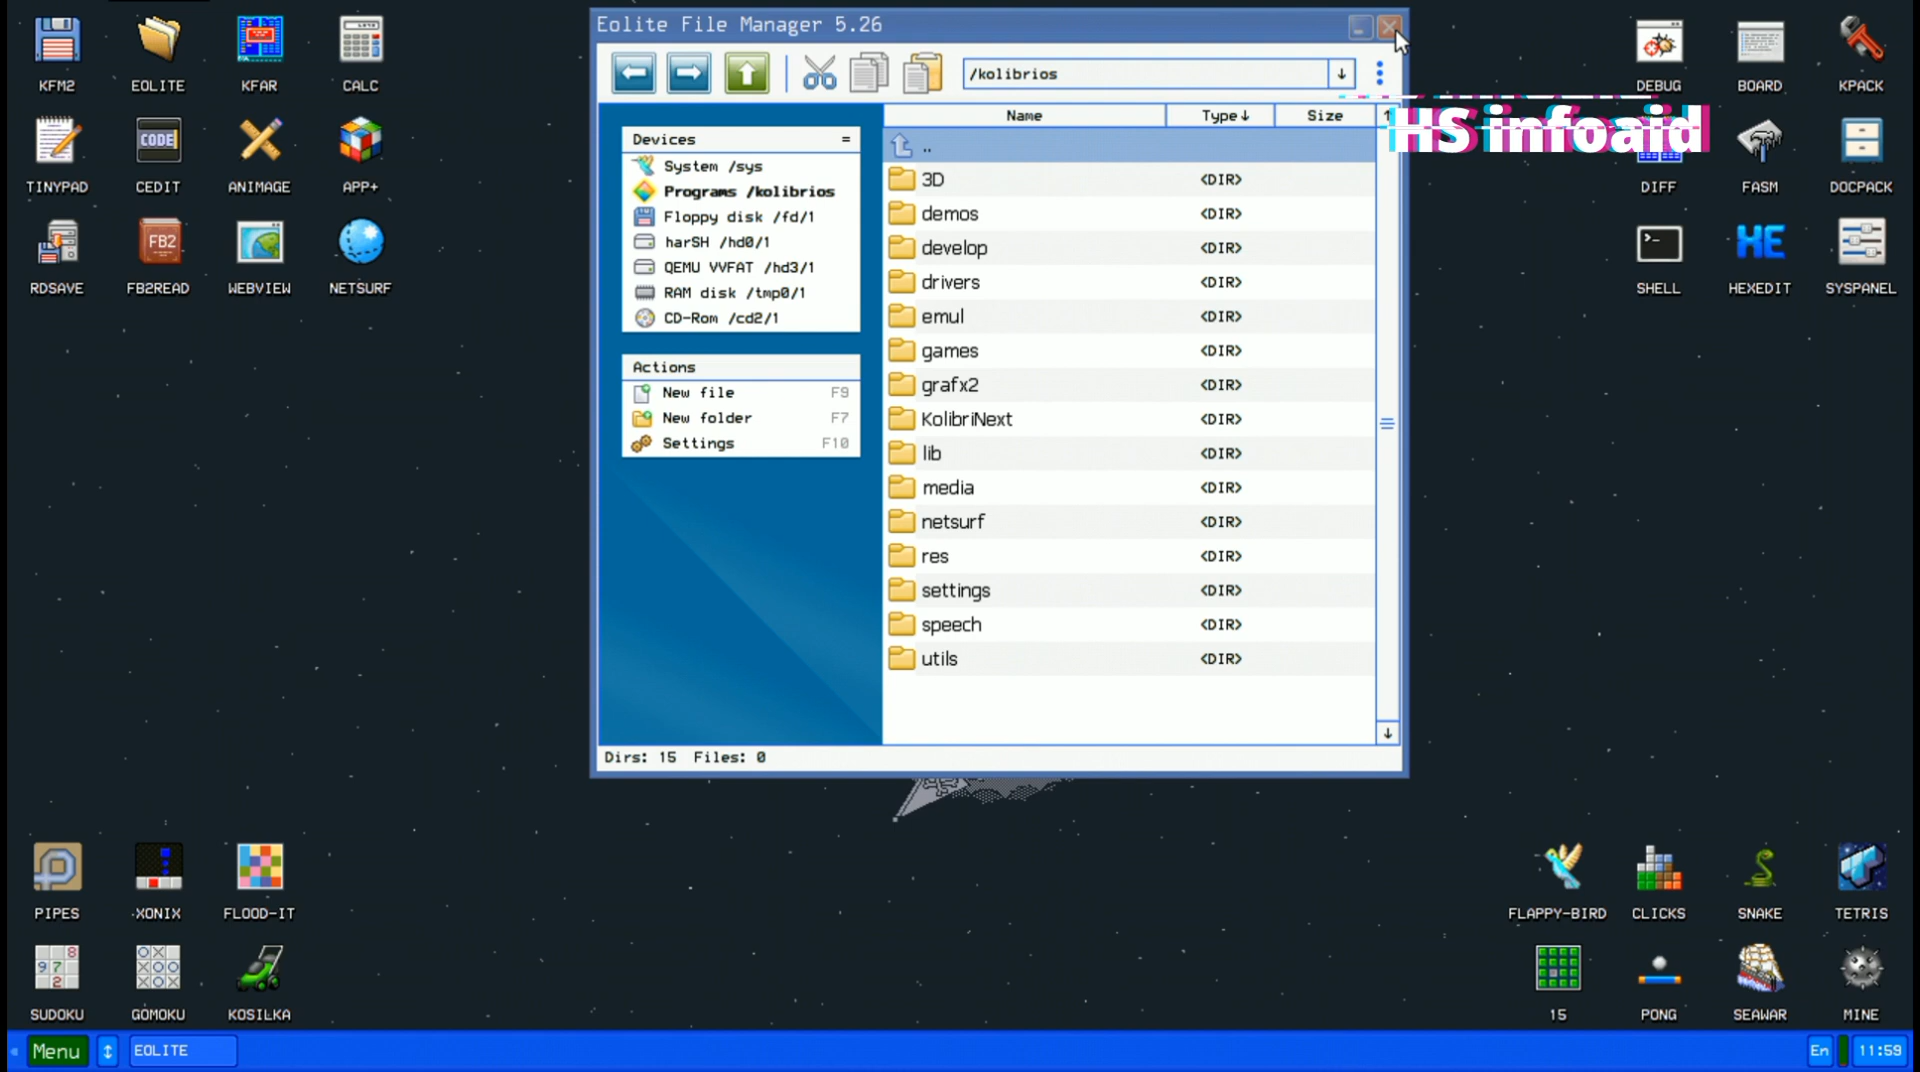 KFM2
EOLITE
KFAR
CALC
TINYPAD
CODE
CEDIT
ANIMAGE
APP+
RDSAVE
FB2
FB2READ
WEBVIEW
NETSURF
Eolite File Manager 5.26
/kolibrios
Devices =
System /sys
Programs /kolibrios
Floppy disk /fd/1
harSH /hd0/1
QEMU VVFAT /hd3/1
RAM disk /tmp0/1
CD-Rom /cd2/1
Actions
New file F9
New folder F7
Settings F10
Name Type↓ Size
..
3D <DIR>
demos <DIR>
develop <DIR>
drivers <DIR>
emul <DIR>
games <DIR>
grafx2 <DIR>
KolibriNext <DIR>
lib <DIR>
media <DIR>
netsurf <DIR>
res <DIR>
settings <DIR>
speech <DIR>
utils <DIR>
Dirs: 15 Files: 0
DEBUG
BOARD
KPACK
HS infoaid
DIFF
FASM
DOCPACK
SHELL
HE
HEXEDIT
SYSPANEL
PIPES
XONIX
FLOOD-IT
8
9 7
2
SUDOKU
GOMOKU
KOSILKA
FLAPPY-BIRD
CLICKS
SNAKE
TETRIS
15
PONG
SEAWAR
MINE
Menu
EOLITE
En
11:59